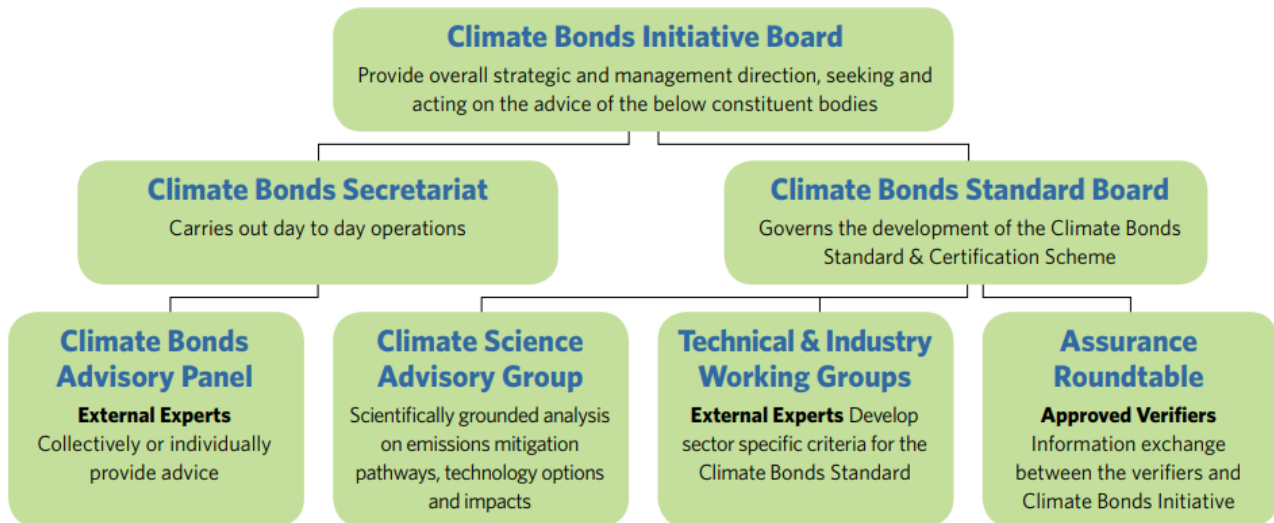 Climate Bonds Initiative Board
Provide overall strategic and management direction, seeking and
acting on the advice of the below constituent bodies
Climate Bonds Secretariat
Carries out day to day operations
Climate Bonds Standard Board
Governs the development of the Climate Bonds
Standard & Certification Scheme
Climate Bonds
Advisory Panel
External Experts
Collectively or individually
provide advice
Climate Science
Advisory Group
Scientifically grounded analysis
on emissions mitigation
pathways, technology options
and impacts
Technical & Industry
Working Groups
External Experts Develop
sector specific criteria for the
Climate Bonds Standard
Assurance
Roundtable
Approved Verifiers
Information exchange
between the verifiers and
Climate Bonds Initiative